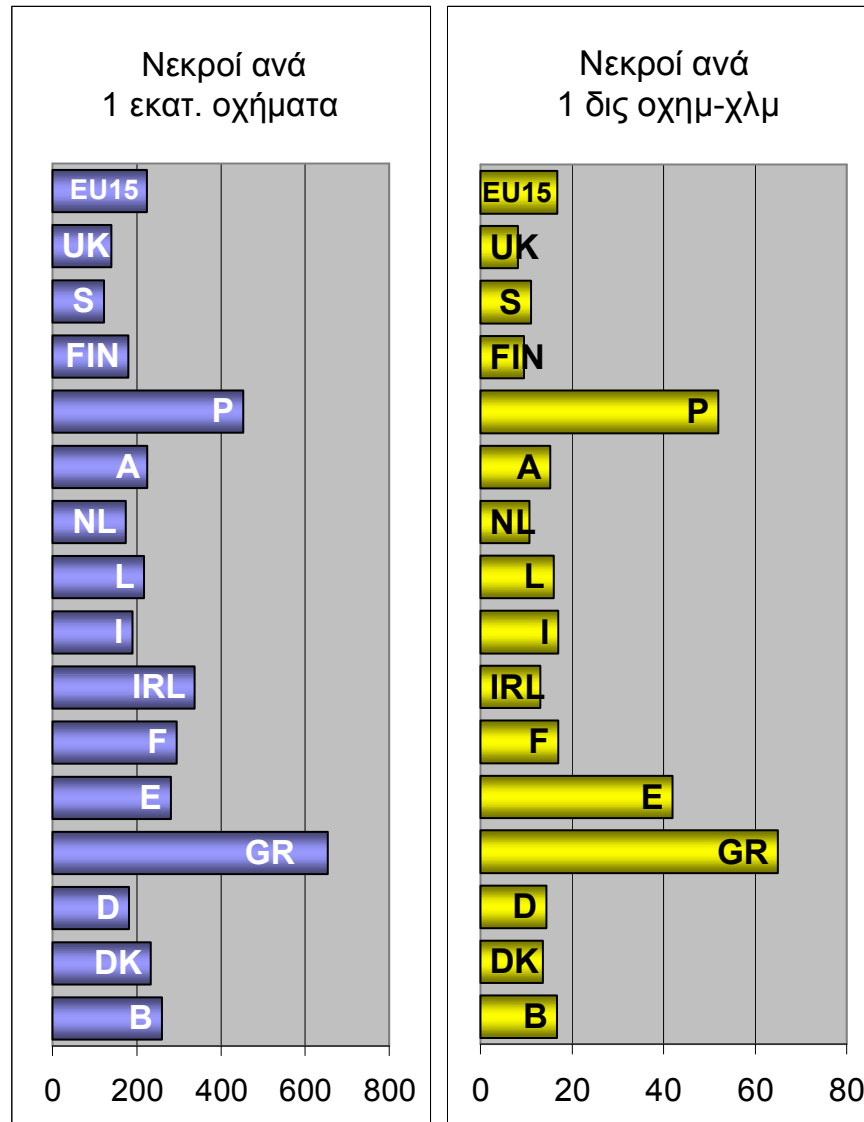 Νεκροί ανά
1 εκατ. οχήματα
EU15
UK
S
FIN
P
A
NL
L
I
IRL
F
E
GR
D
DK
B
0 200 400 600 800
Νεκροί ανά
1 δις οχημ-χλμ
EU15
UK
S
FIN
P
A
NL
L
I
IRL
F
E
GR
D
DK
B
0 20 40 60 80